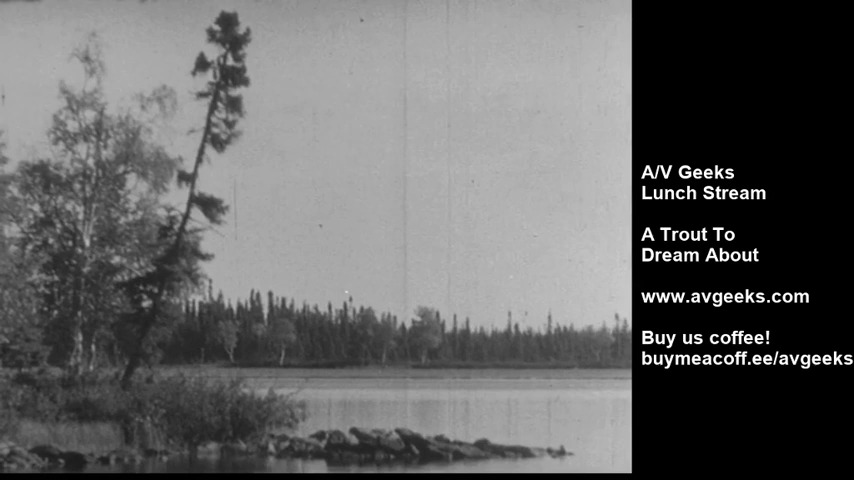 A/V Geeks
Lunch Stream
A Trout To
Dream About
www.avgeeks.com
Buy us coffee!
buymeacoff.ee/avgeeks